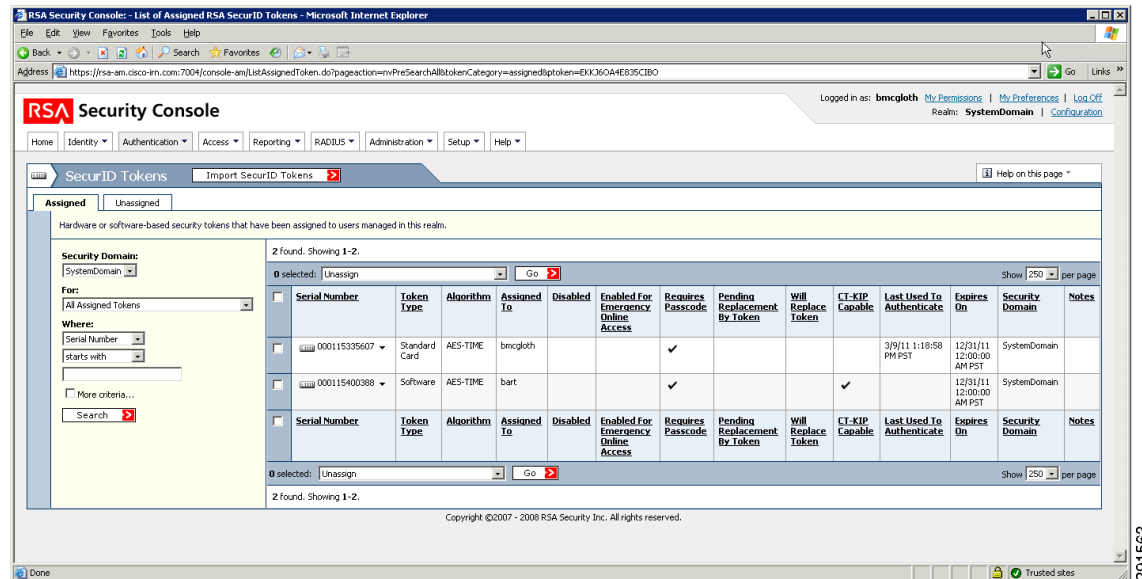 RSA Security Console: - List of Assigned RSA SecurID Tokens - Microsoft Internet Explorer
File Edit View Favorites Tools Help
Back Search Favorites
Address https://rsa-am.cisco-irn.com:7004/console-am/ListAssignedToken.do?pageaction=nvPreSearchAll&tokenCategory=assigned&ptoken=EKKJ6OA4E835CIBO Go Links »
RSA Security Console
Logged in as: bmcgloth My Permissions | My Preferences | Log Off
Realm: SystemDomain | Configuration
Home Identity Authentication Access Reporting RADIUS Administration Setup Help
SecurID Tokens Import SecurID Tokens Help on this page
Assigned Unassigned
Hardware or software-based security tokens that have been assigned to users managed in this realm.
Security Domain:
SystemDomain
For:
All Assigned Tokens
Where:
Serial Number
starts with
More criteria...
Search
2 found. Showing 1-2.
0 selected: Unassign Go Show 250 per page
Serial Number Token Type Algorithm Assigned To Disabled Enabled For Emergency Online Access Requires Passcode Pending Replacement By Token Will Replace Token CT-KIP Capable Last Used To Authenticate Expires On Security Domain Notes
000115335607 Standard Card AES-TIME bmcgloth ✔ 3/9/11 1:18:58 PM PST 12/31/11 12:00:00 AM PST SystemDomain
000115400388 Software AES-TIME bart ✔ ✔ 12/31/11 12:00:00 AM PST SystemDomain
Serial Number Token Type Algorithm Assigned To Disabled Enabled For Emergency Online Access Requires Passcode Pending Replacement By Token Will Replace Token CT-KIP Capable Last Used To Authenticate Expires On Security Domain Notes
0 selected: Unassign Go Show 250 per page
2 found. Showing 1-2.
Copyright ©2007 - 2008 RSA Security Inc. All rights reserved.
Done Trusted sites